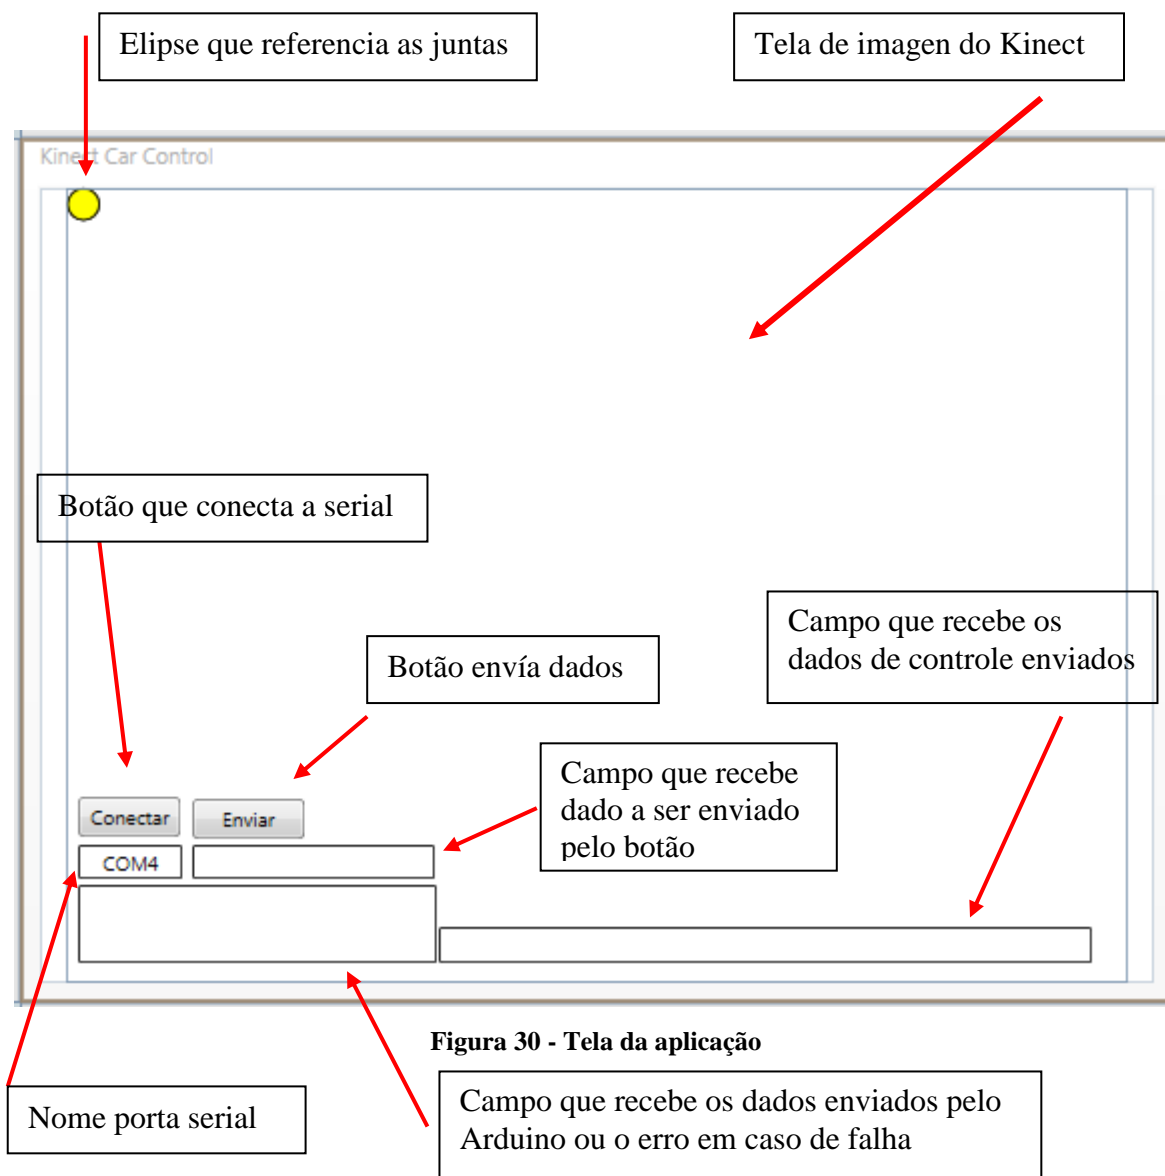 Elipse que referencia as juntas
Tela de imagen do Kinect
Kinect Car Control
Botão que conecta a serial
Campo que recebe os
dados de controle enviados
Botão envía dados
Campo que recebe
dado a ser enviado
pelo botão
Conectar
Enviar
COM4
Figura 30 - Tela da aplicação
Nome porta serial
Campo que recebe os dados enviados pelo
Arduino ou o erro em caso de falha